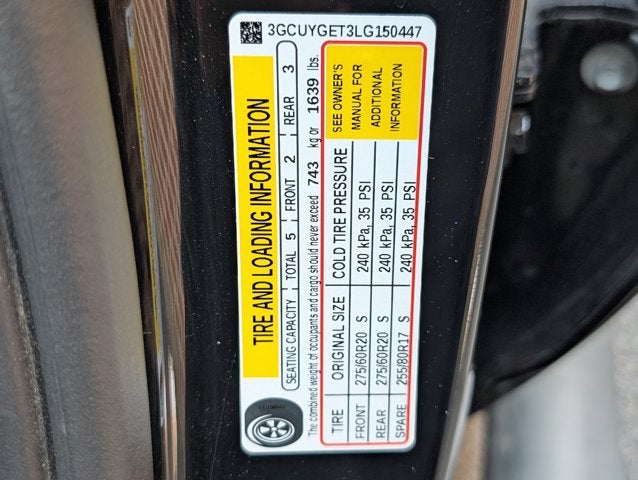 3GCUYGET3LG150447
TIRE AND LOADING INFORMATION
SEATING CAPACITY TOTAL 5 FRONT 2 REAR 3
The combined weight of occupants and cargo should never exceed 743 kg or 1639 lbs.
TIRE ORIGINAL SIZE COLD TIRE PRESSURE
FRONT 275/60R20 S 240 kPa, 35 PSI
REAR 275/60R20 S 240 kPa, 35 PSI
SPARE 255/80R17 S 240 kPa, 35 PSI
SEE OWNER'S
MANUAL FOR
ADDITIONAL
INFORMATION